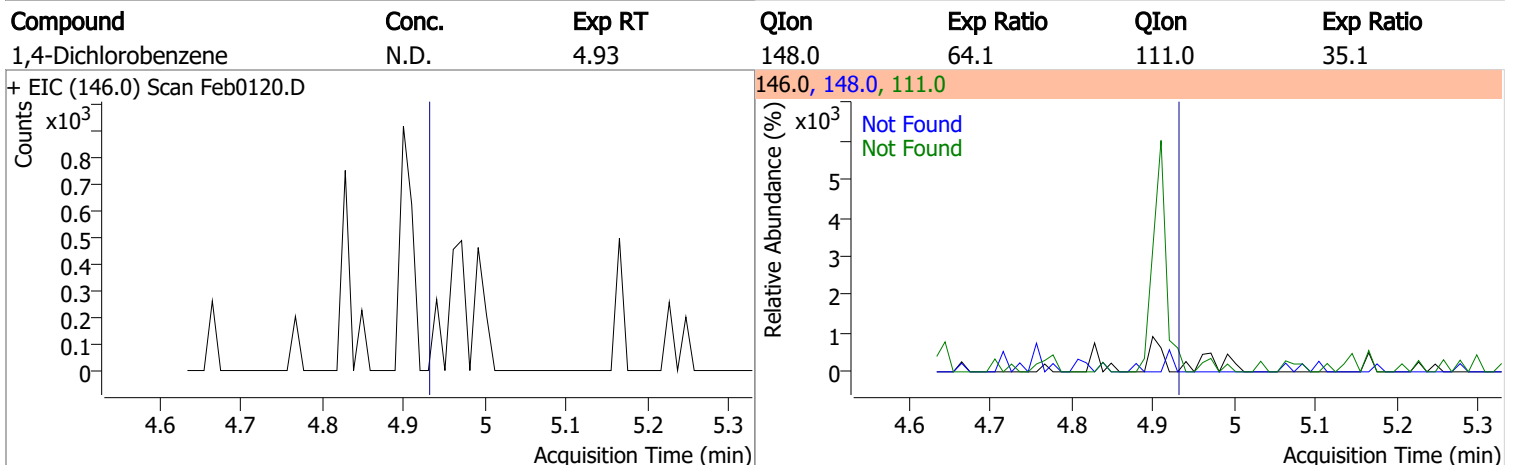 Compound Conc. Exp RT QIon Exp Ratio QIon Exp Ratio
1,4-Dichlorobenzene N.D. 4.93 148.0 64.1 111.0 35.1
+ EIC (146.0) Scan Feb0120.D
146.0, 148.0, 111.0
Counts
x10³
0.8
0.7
0.6
0.5
0.4
0.3
0.2
0.1
0
4.6 4.7 4.8 4.9 5 5.1 5.2 5.3
Acquisition Time (min)
Relative Abundance (%)
x10³
Not Found
Not Found
5
4
3
2
1
0
4.6 4.7 4.8 4.9 5 5.1 5.2 5.3
Acquisition Time (min)